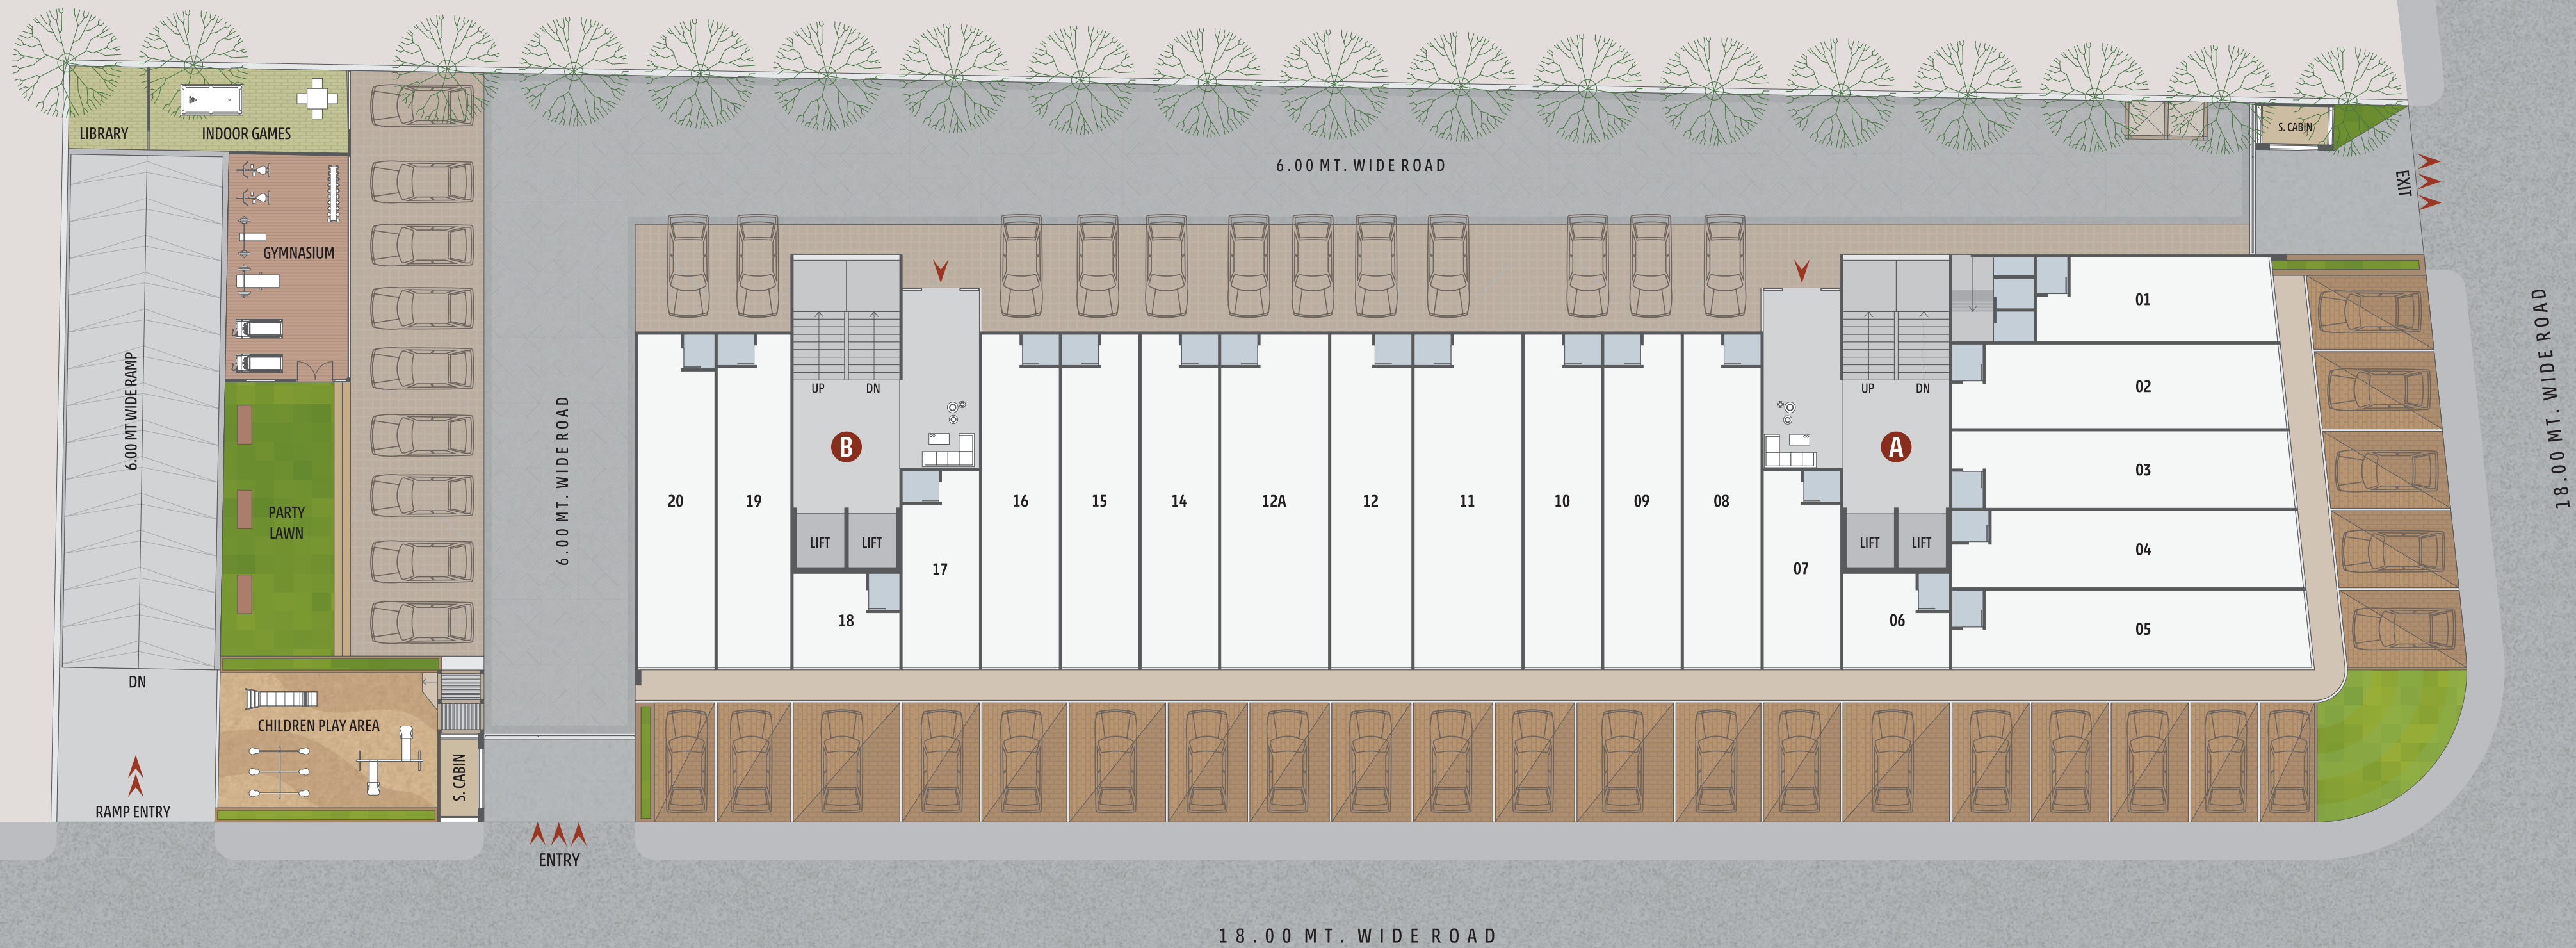 LIBRARY
INDOOR GAMES
S. CABIN
6.00 MT. WIDE ROAD
EXIT
GYMNASIUM
6.00 MT WIDE RAMP
6.00 MT. WIDE ROAD
18.00 MT. WIDE ROAD
01
02
03
04
05
UP
DN
UP
DN
B
A
20
19
16
15
14
12A
12
11
10
09
08
LIFT
LIFT
LIFT
LIFT
17
07
18
06
PARTY
LAWN
DN
CHILDREN PLAY AREA
S. CABIN
RAMP ENTRY
ENTRY
18.00 MT. WIDE ROAD